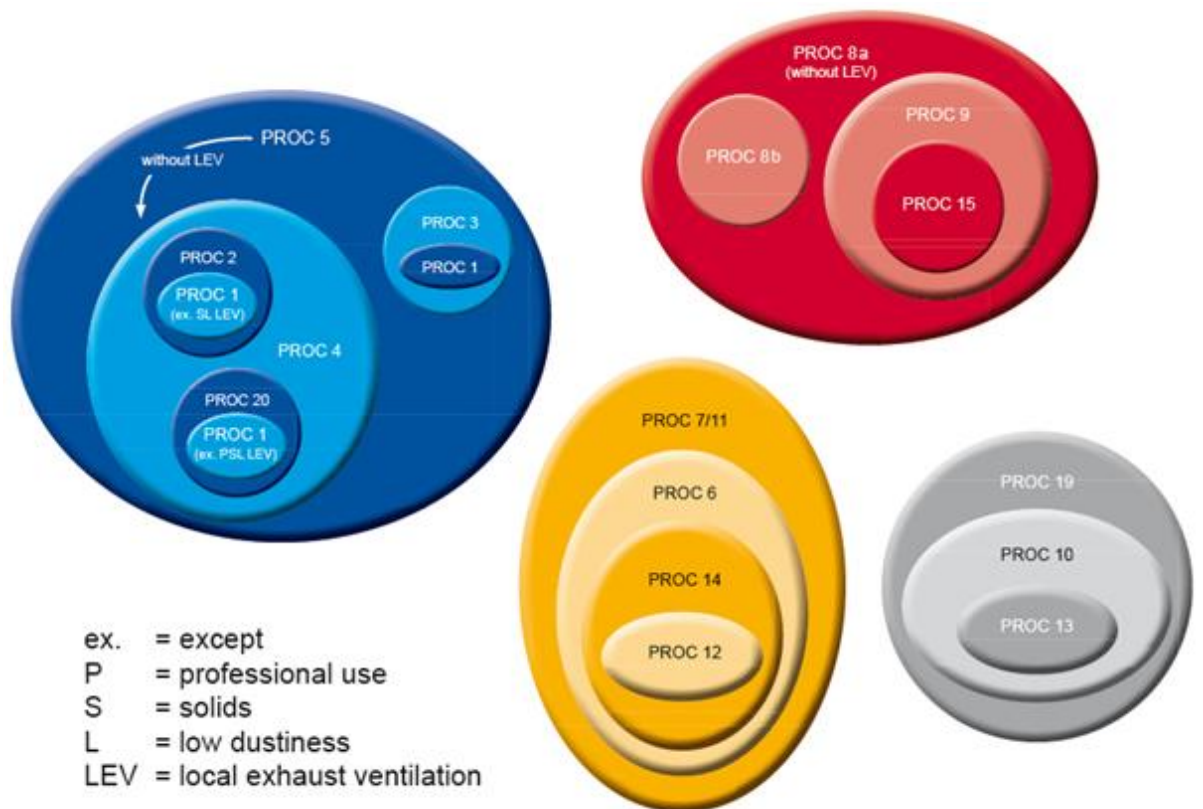 PROC 5
without LEV
PROC 3
PROC 1
PROC 2
PROC 1
(ex. SL LEV)
PROC 4
PROC 20
PROC 1
(ex. PSL LEV)
PROC 8a
(without LEV)
PROC 9
PROC 8b
PROC 15
PROC 7/11
PROC 6
PROC 14
PROC 12
PROC 19
PROC 10
PROC 13
ex. = except
P = professional use
S = solids
L = low dustiness
LEV = local exhaust ventilation